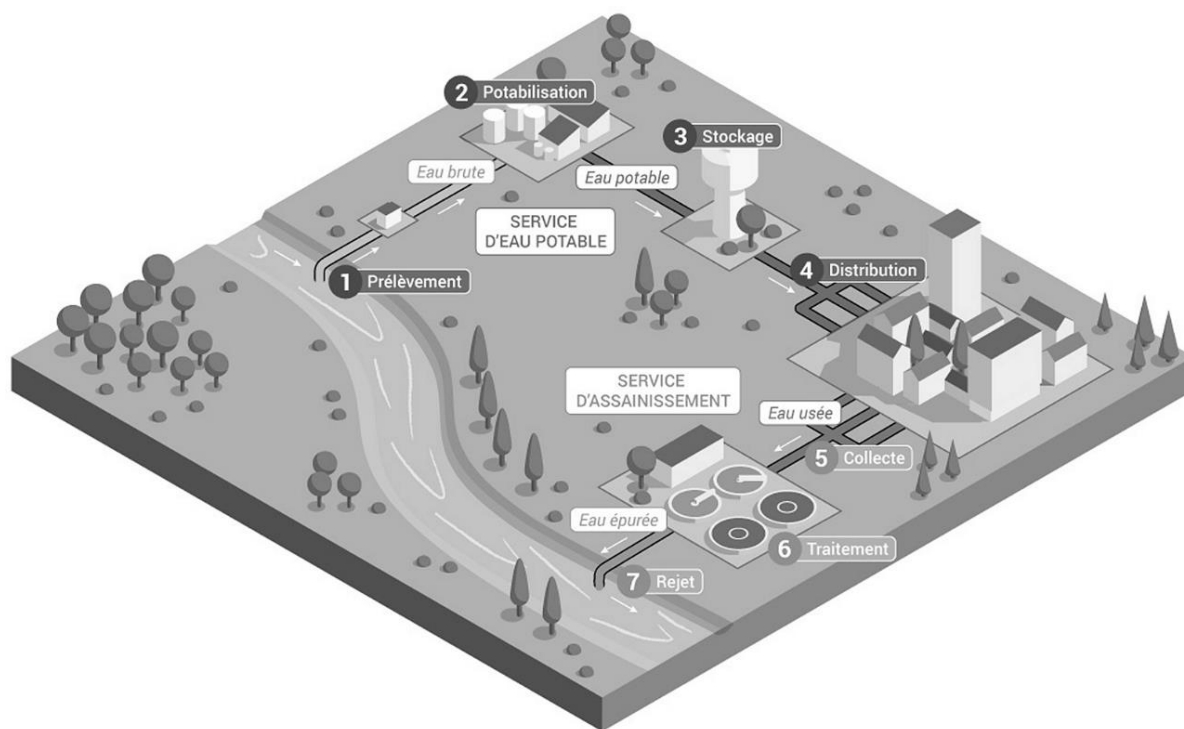 2 Potabilisation
3 Stockage
Eau brute
Eau potable
SERVICE
D'EAU POTABLE
1 Prélèvement
4 Distribution
SERVICE
D'ASSAINISSEMENT
Eau usée
5 Collecte
Eau épurée
6 Traitement
7 Rejet